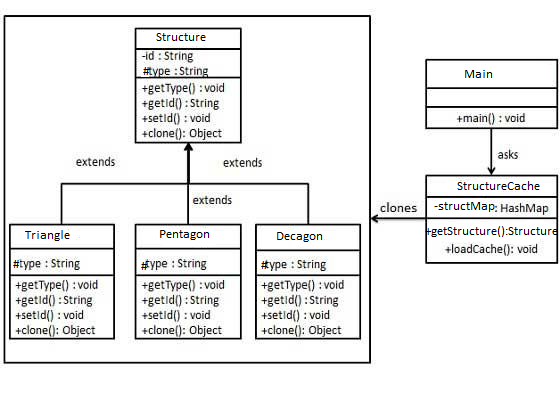 Structure
-id : String
#type : String
+getType() : void
+getId() : String
+setId() : void
+clone(): Object
extends
extends
extends
Triangle
#type : String
+getType() : void
+getId() : String
+setId() : void
+clone(): Object
Pentagon
#type : String
+getType() : void
+getId() : String
+setId() : void
+clone(): Object
Decagon
#type : String
+getType() : void
+getId() : String
+setId() : void
+clone(): Object
Main
+main() : void
asks
StructureCache
-structMap: HashMap
+getStructure():Structure
+loadCache(): void
clones